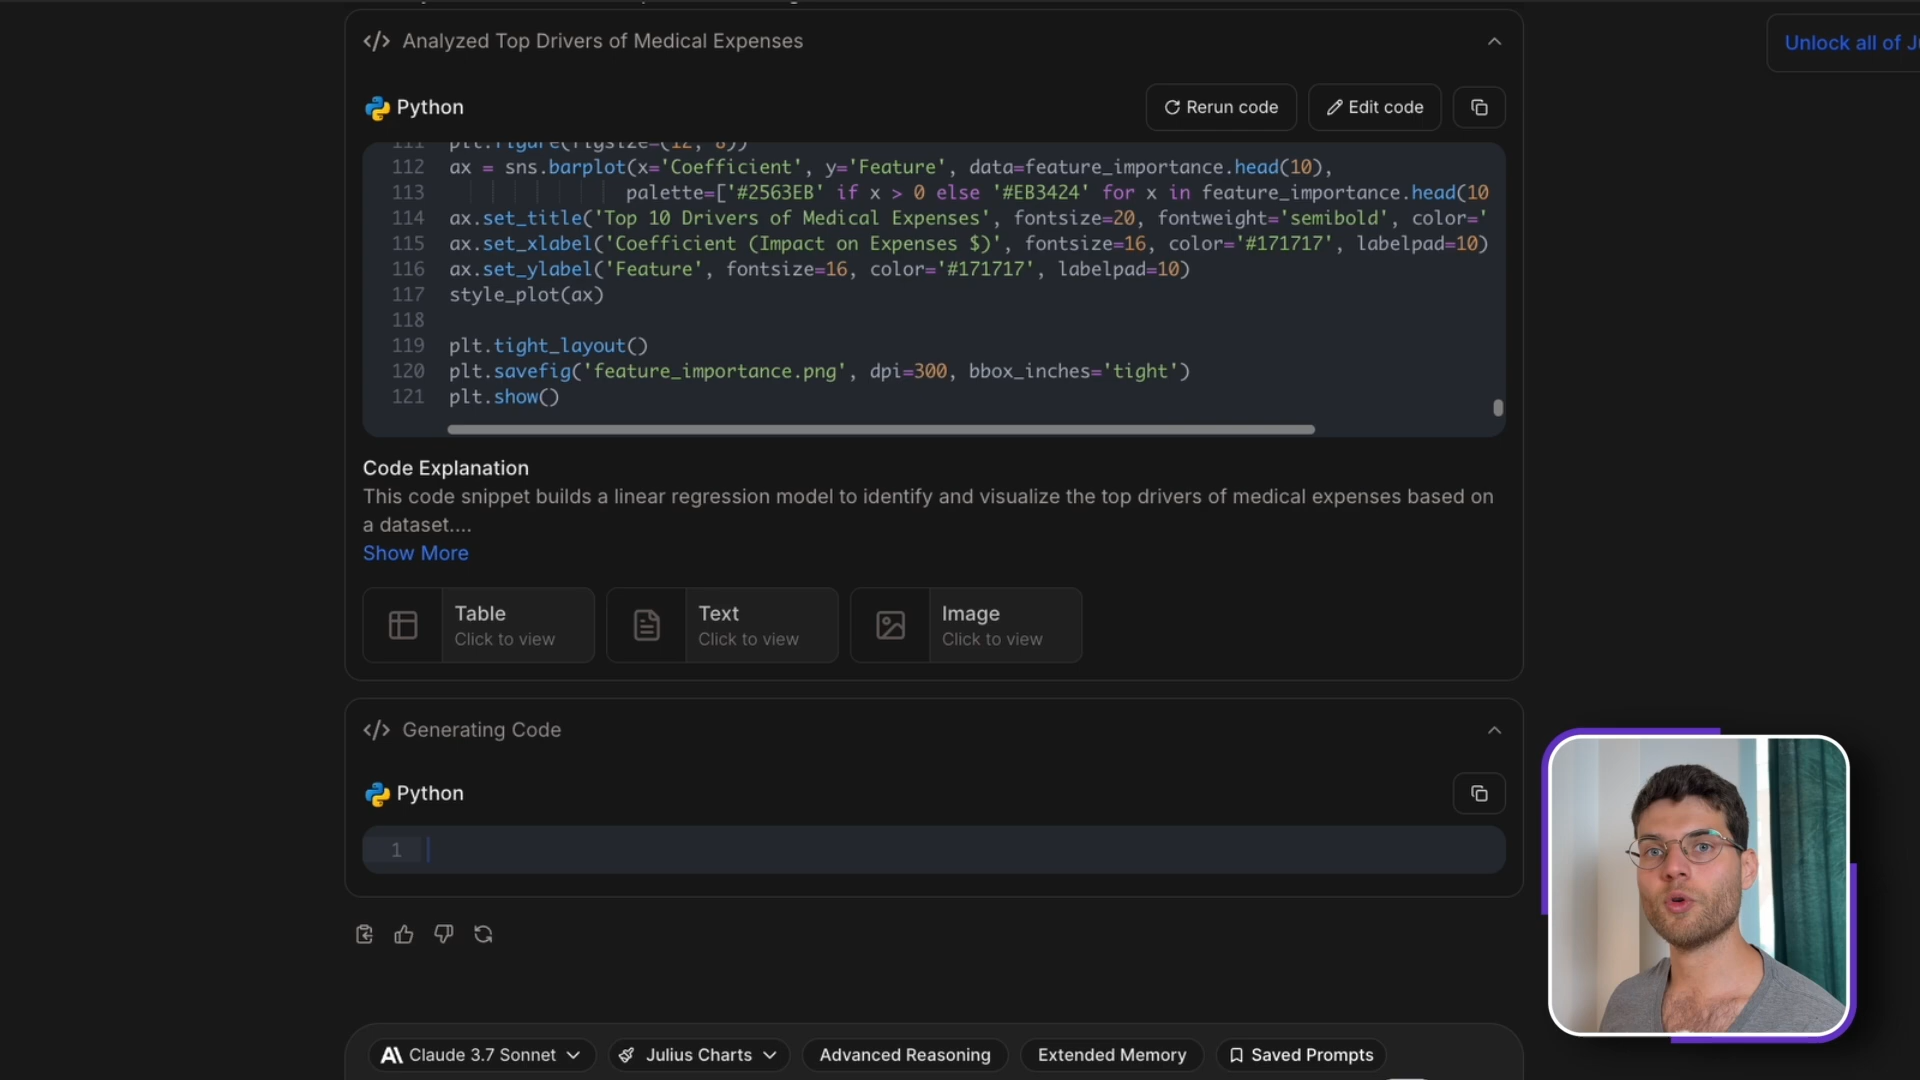 Analyzed Top Drivers of Medical Expenses
Unlock all of
Python
Rerun code
Edit code
111 plt.figure(figsize=(12, 8))
112 ax = sns.barplot(x='Coefficient', y='Feature', data=feature_importance.head(10),
113 palette=['#2563EB' if x > 0 else '#EB3424' for x in feature_importance.head(10
114 ax.set_title('Top 10 Drivers of Medical Expenses', fontsize=20, fontweight='semibold', color='
115 ax.set_xlabel('Coefficient (Impact on Expenses $)', fontsize=16, color='#171717', labelpad=10)
116 ax.set_ylabel('Feature', fontsize=16, color='#171717', labelpad=10)
117 style_plot(ax)
118
119 plt.tight_layout()
120 plt.savefig('feature_importance.png', dpi=300, bbox_inches='tight')
121 plt.show()
Code Explanation
This code snippet builds a linear regression model to identify and visualize the top drivers of medical expenses based on
a dataset....
Show More
Table
Click to view
Text
Click to view
Image
Click to view
Generating Code
Python
1
Claude 3.7 Sonnet
Julius Charts
Advanced Reasoning
Extended Memory
Saved Prompts